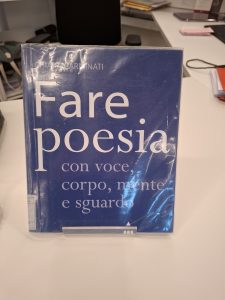 Fare
poesia
con voce,
corpo, mente
e sguardo